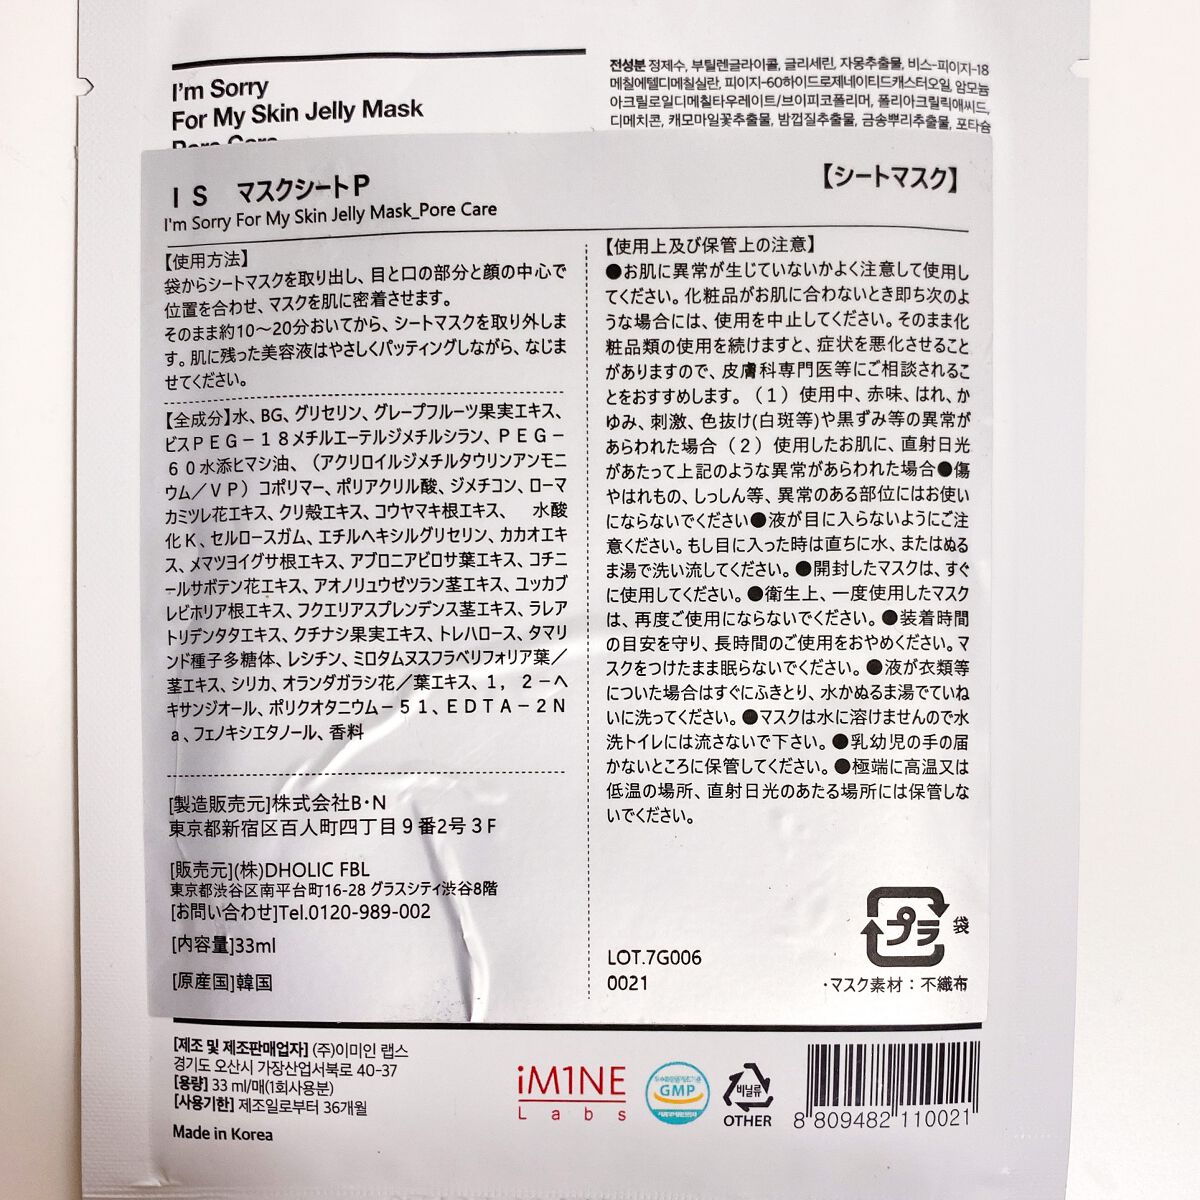 I'm Sorry
For My Skin Jelly Mask
Pore Care
전성분 정제수, 부틸렌글라이콜, 글리세린, 자몽추출물, 비스-피이지-18
메칠에텔디메칠실란, 피이지-60하이드로제네이티드캐스터오일, 암모늄
아크릴로일디메칠타우레이트/브이피코폴리머, 폴리아크릴릭애씨드,
디메치콘, 캐모마일꽃추출물, 밤껍질추출물, 금송뿌리추출물, 포타슘
ＩＳ　マスクシートＰ
【シートマスク】
I'm Sorry For My Skin Jelly Mask_Pore Care
【使用方法】
袋からシートマスクを取り出し、目と口の部分と顔の中心で
位置を合わせ、マスクを肌に密着させます。
そのまま約10〜20分おいてから、シートマスクを取り外しま
す。肌に残った美容液はやさしくパッティングしながら、なじま
せてください。
【全成分】水、BG、グリセリン、グレープフルーツ果実エキス、
ビスＰＥＧ－１８メチルエーテルジメチルシラン、ＰＥＧ－
６０水添ヒマシ油、（アクリロイルジメチルタウリンアンモニ
ウム／ＶＰ）コポリマー、ポリアクリル酸、ジメチコン、ローマ
カミツレ花エキス、クリ殻エキス、コウヤマキ根エキス、　水酸
化Ｋ、セルロースガム、エチルヘキシルグリセリン、カカオエキ
ス、メマツヨイグサ根エキス、アブロニアビロサ葉エキス、コチニ
ールサボテン花エキス、アオノリュウゼツラン茎エキス、ユッカブ
レビホリア根エキス、フクエリアスプレンデンス茎エキス、ラレア
トリデンタタエキス、クチナシ果実エキス、トレハロース、タマリ
ンド種子多糖体、レシチン、ミロタムヌスフラベリフォリア葉／
茎エキス、シリカ、オランダガラシ花／葉エキス、１，２－ヘ
キサンジオール、ポリクオタニウム－５１、ＥＤＴＡ－２Ｎ
ａ、フェノキシエタノール、香料
[製造販売元]株式会社B・N
東京都新宿区百人町四丁目９番2号３F
[販売元](株)DHOLIC FBL
東京都渋谷区南平台町16-28 グラスシティ渋谷8階
[お問い合わせ]Tel.0120-989-002
[内容量]33ml
[原産国]韓国
【使用上及び保管上の注意】
●お肌に異常が生じていないかよく注意して使用し
てください。化粧品がお肌に合わないとき即ち次のよ
うな場合には、使用を中止してください。そのまま化
粧品類の使用を続けますと、症状を悪化させること
がありますので、皮膚科専門医等にご相談されるこ
とをおすすめします。（１）使用中、赤味、はれ、か
ゆみ、刺激、色抜け(白斑等)や黒ずみ等の異常が
あらわれた場合（２）使用したお肌に、直射日光
があたって上記のような異常があらわれた場合●傷
やはれもの、しっしん等、異常のある部位にはお使い
にならないでください●液が目に入らないようにご注
意ください。もし目に入った時は直ちに水、またはぬる
ま湯で洗い流してください。●開封したマスクは、すぐ
に使用してください。●衛生上、一度使用したマスク
は、再度ご使用にならないでください。●装着時間
の目安を守り、長時間のご使用をおやめください。マ
スクをつけたまま眠らないでください。●液が衣類等
についた場合はすぐにふきとり、水かぬるま湯でていね
いに洗ってください。●マスクは水に溶けませんので水
洗トイレには流さないで下さい。●乳幼児の手の届
かないところに保管してください。●極端に高温又は
低温の場所、直射日光のあたる場所には保管しな
いでください。
プラ
袋
LOT.7G006
0021
・マスク素材：不織布
[제조 및 제조판매업자] (주)이미인 랩스
경기도 오산시 가장산업서북로 40-37
[용량] 33 ml/매(1회사용분)
[사용기한] 제조일로부터 36개월
Made in Korea
iM1NE
Labs
GMP
비닐류
OTHER
8 809482 110021